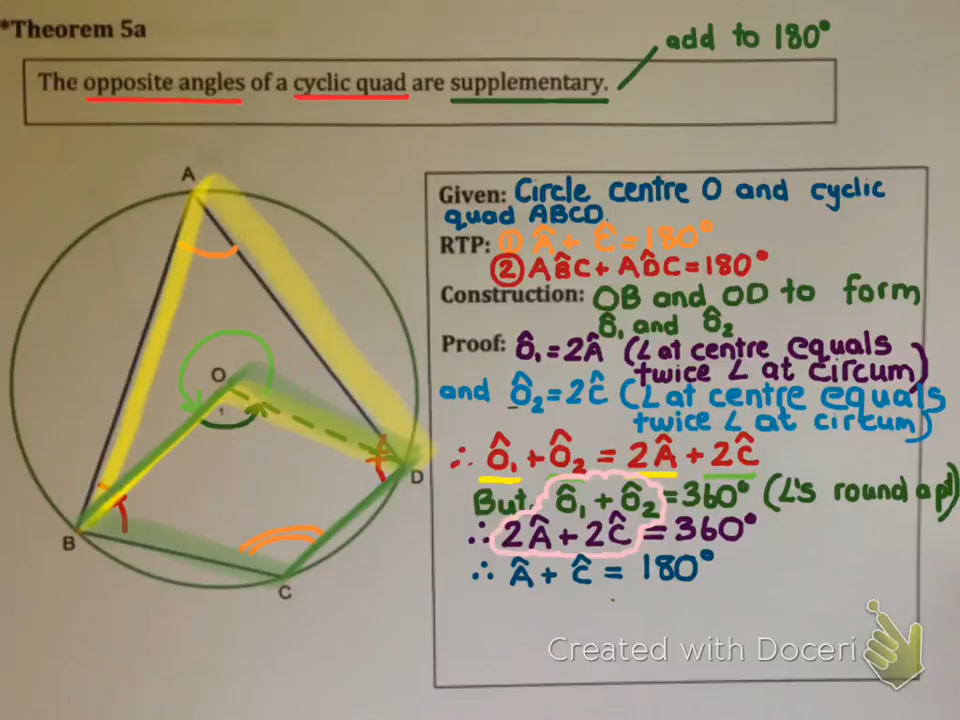 *Theorem 5a
add to 180°
The opposite angles of a cyclic quad are supplementary.
A
O
1
B
C
D
Given: Circle centre O and cyclic
quad ABCD.
RTP: ① Â + Ĉ = 180°
② AB̂C + AD̂C = 180°
Construction: OB and OD to form
Ô₁ and Ô₂
Proof: Ô₁ = 2Â (∠ at centre equals
twice ∠ at circum)
and Ô₂ = 2Ĉ (∠ at centre equals
twice ∠ at circum)
∴ Ô₁ + Ô₂ = 2Â + 2Ĉ
But Ô₁ + Ô₂ = 360° (∠'s round a pt)
∴ 2Â + 2Ĉ = 360°
∴ Â + Ĉ = 180°
Created with Doceri